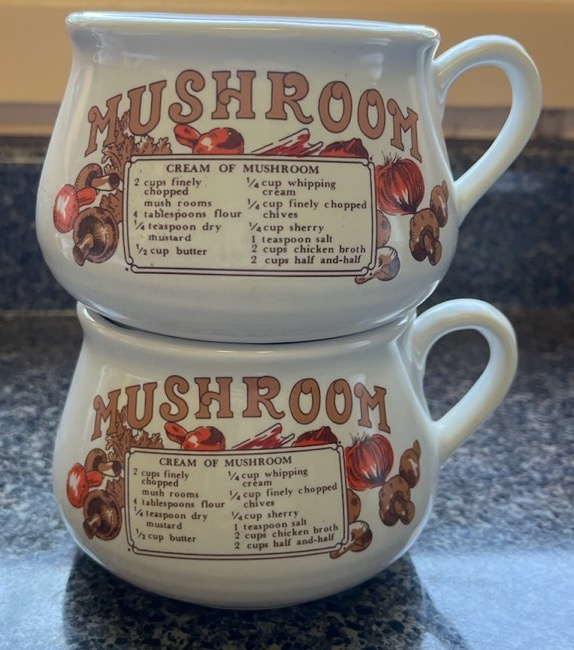 MUSHROOM
CREAM OF MUSHROOM
2 cups finely
chopped
mush rooms
4 tablespoons flour
¼ teaspoon dry
mustard
½ cup butter
¼ cup whipping
cream
¼ cup finely chopped
chives
¼ cup sherry
1 teaspoon salt
2 cups chicken broth
2 cups half and-half
MUSHROOM
CREAM OF MUSHROOM
2 cups finely
chopped
mush rooms
4 tablespoons flour
¼ teaspoon dry
mustard
½ cup butter
¼ cup whipping
cream
¼ cup finely chopped
chives
¼ cup sherry
1 teaspoon salt
2 cups chicken broth
2 cups half and-half